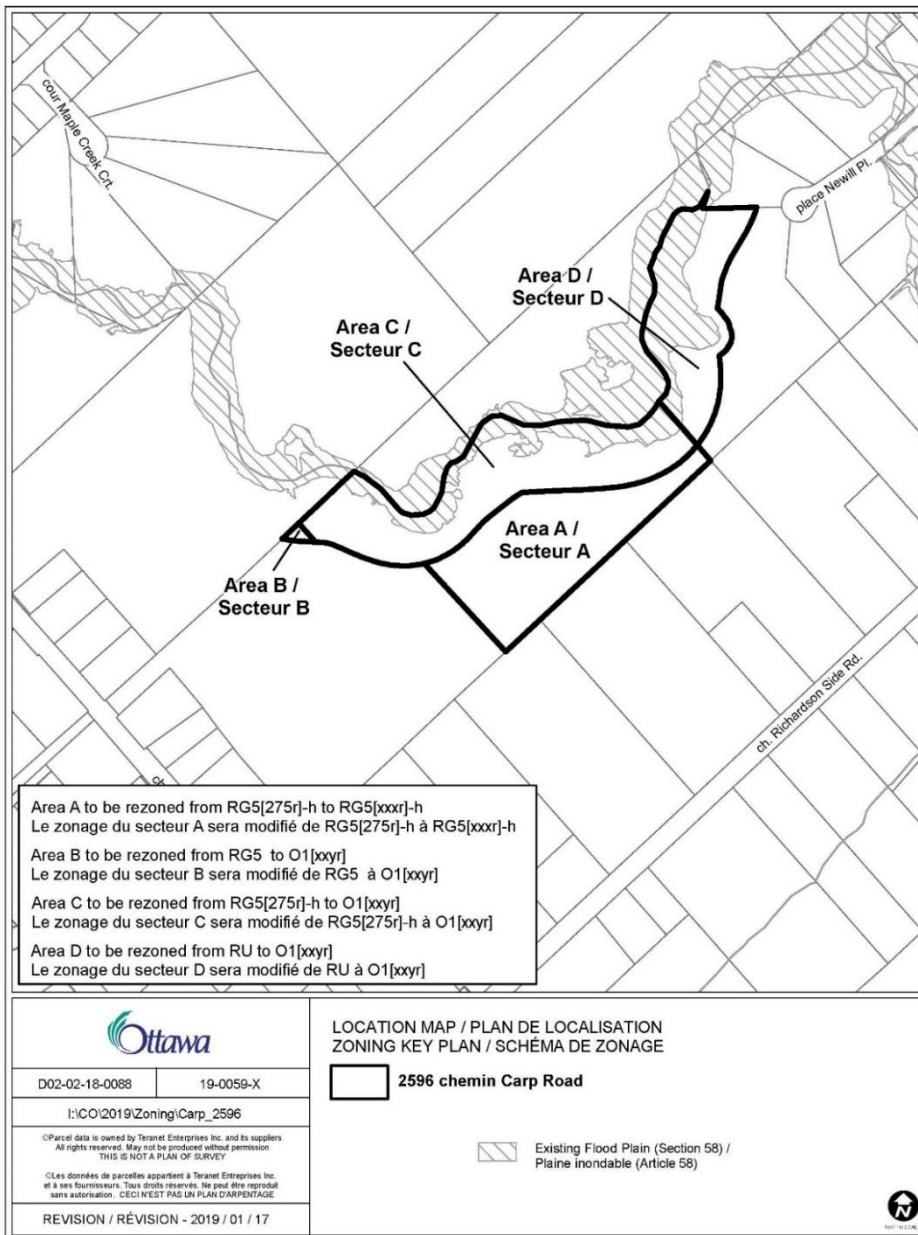 cour Maple Creek Crt.
place Newill Pl.
Area D /
Secteur D
Area C /
Secteur C
Area A /
Secteur A
Area B /
Secteur B
ch. Richardson Side Rd.
ch
Area A to be rezoned from RG5[275r]-h to RG5[xxxr]-h
Le zonage du secteur A sera modifié de RG5[275r]-h à RG5[xxxr]-h
Area B to be rezoned from RG5 to O1[xxyr]
Le zonage du secteur B sera modifié de RG5 à O1[xxyr]
Area C to be rezoned from RG5[275r]-h to O1[xxyr]
Le zonage du secteur C sera modifié de RG5[275r]-h à O1[xxyr]
Area D to be rezoned from RU to O1[xxyr]
Le zonage du secteur D sera modifié de RU à O1[xxyr]
Ottawa
D02-02-18-0088
19-0059-X
I:\CO\2019\Zoning\Carp_2596
©Parcel data is owned by Teranet Enterprises Inc. and its suppliers
All rights reserved. May not be produced without permission
THIS IS NOT A PLAN OF SURVEY
©Les données de parcelles appartient à Teranet Entreprises Inc.
et à ses fournisseurs. Tous droits réservés. Ne peut être reproduit
sans autorisation. CECI N'EST PAS UN PLAN D'ARPENTAGE
REVISION / RÉVISION - 2019 / 01 / 17
LOCATION MAP / PLAN DE LOCALISATION
ZONING KEY PLAN / SCHÉMA DE ZONAGE
2596 chemin Carp Road
Existing Flood Plain (Section 58) /
Plaine inondable (Article 58)
N